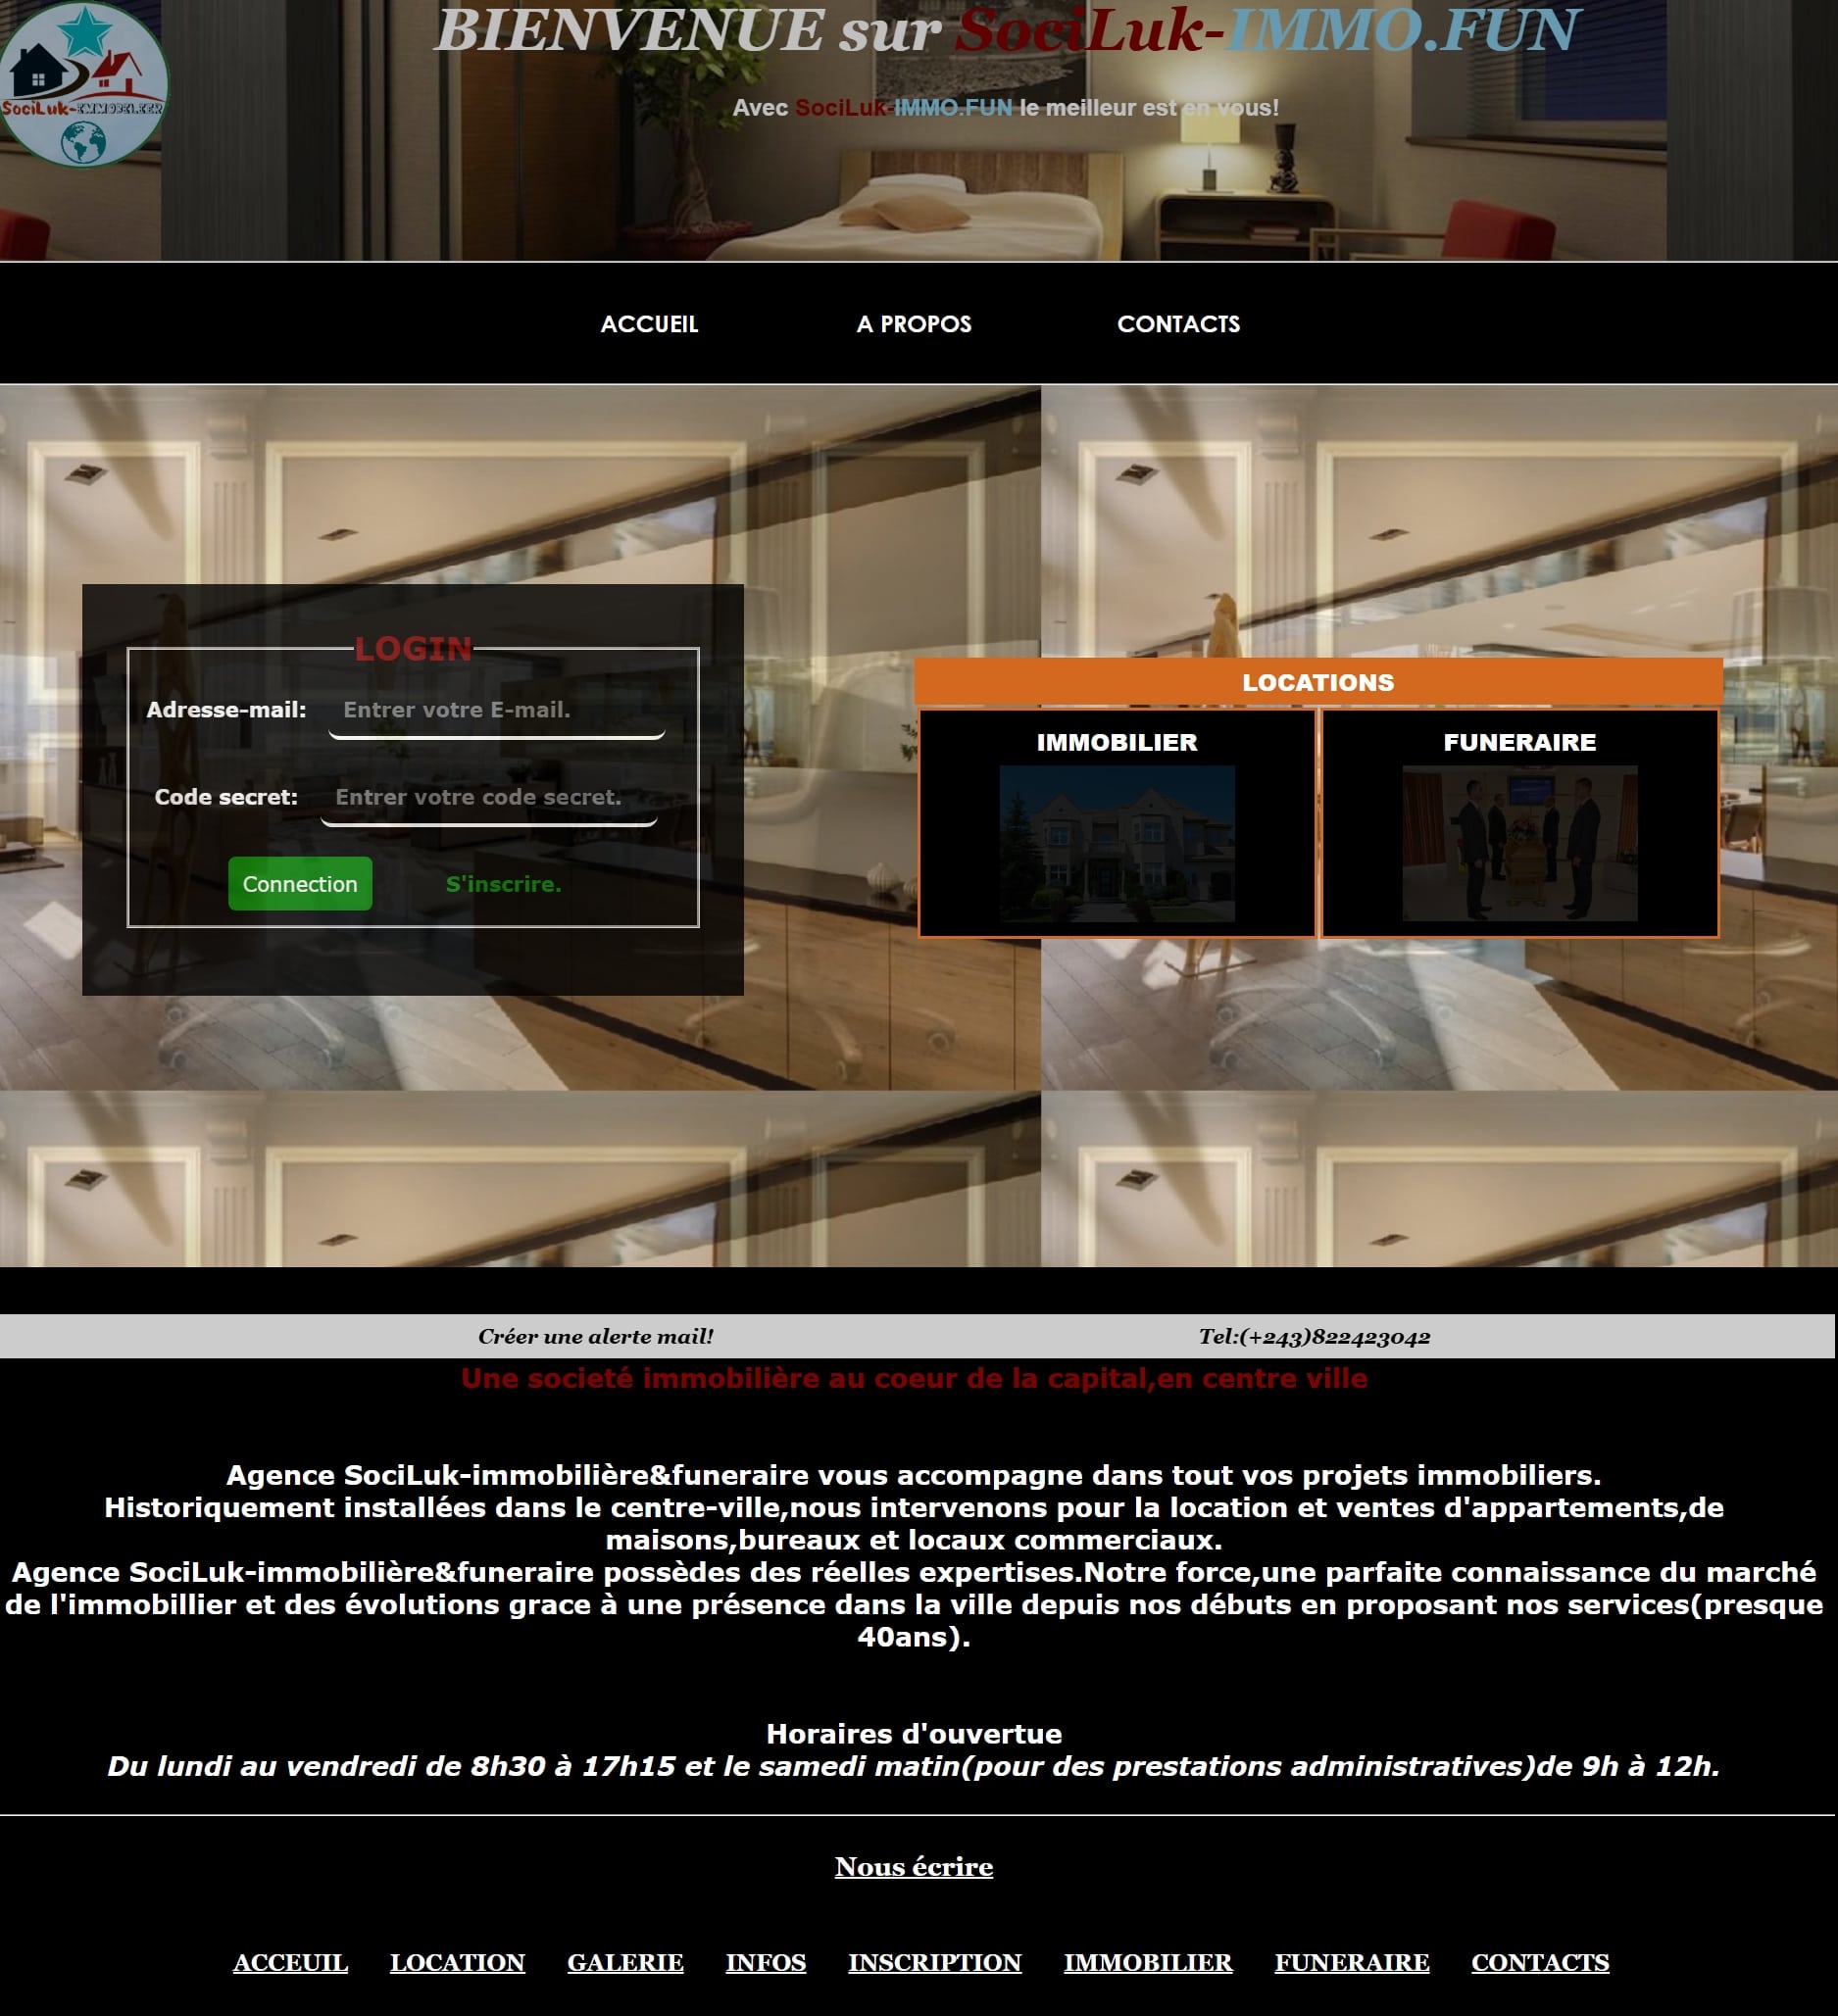 BIENVENUE sur SociLuk-IMMO.FUN
SociLuk-IMMOBILIER
Avec SociLuk-IMMO.FUN le meilleur est en vous!
ACCUEIL A PROPOS CONTACTS
LOGIN
Adresse-mail: Entrer votre E-mail.
Code secret: Entrer votre code secret.
Connection S'inscrire.
LOCATIONS
IMMOBILIER FUNERAIRE
Créer une alerte mail! Tel:(+243)822423042
Une societé immobilière au coeur de la capital,en centre ville
Agence SociLuk-immobilière&funeraire vous accompagne dans tout vos projets immobiliers.
Historiquement installées dans le centre-ville,nous intervenons pour la location et ventes d'appartements,de
maisons,bureaux et locaux commerciaux.
Agence SociLuk-immobilière&funeraire possèdes des réelles expertises.Notre force,une parfaite connaissance du marché
de l'immobillier et des évolutions grace à une présence dans la ville depuis nos débuts en proposant nos services(presque
40ans).
Horaires d'ouvertue
Du lundi au vendredi de 8h30 à 17h15 et le samedi matin(pour des prestations administratives)de 9h à 12h.
Nous écrire
ACCEUIL LOCATION GALERIE INFOS INSCRIPTION IMMOBILIER FUNERAIRE CONTACTS